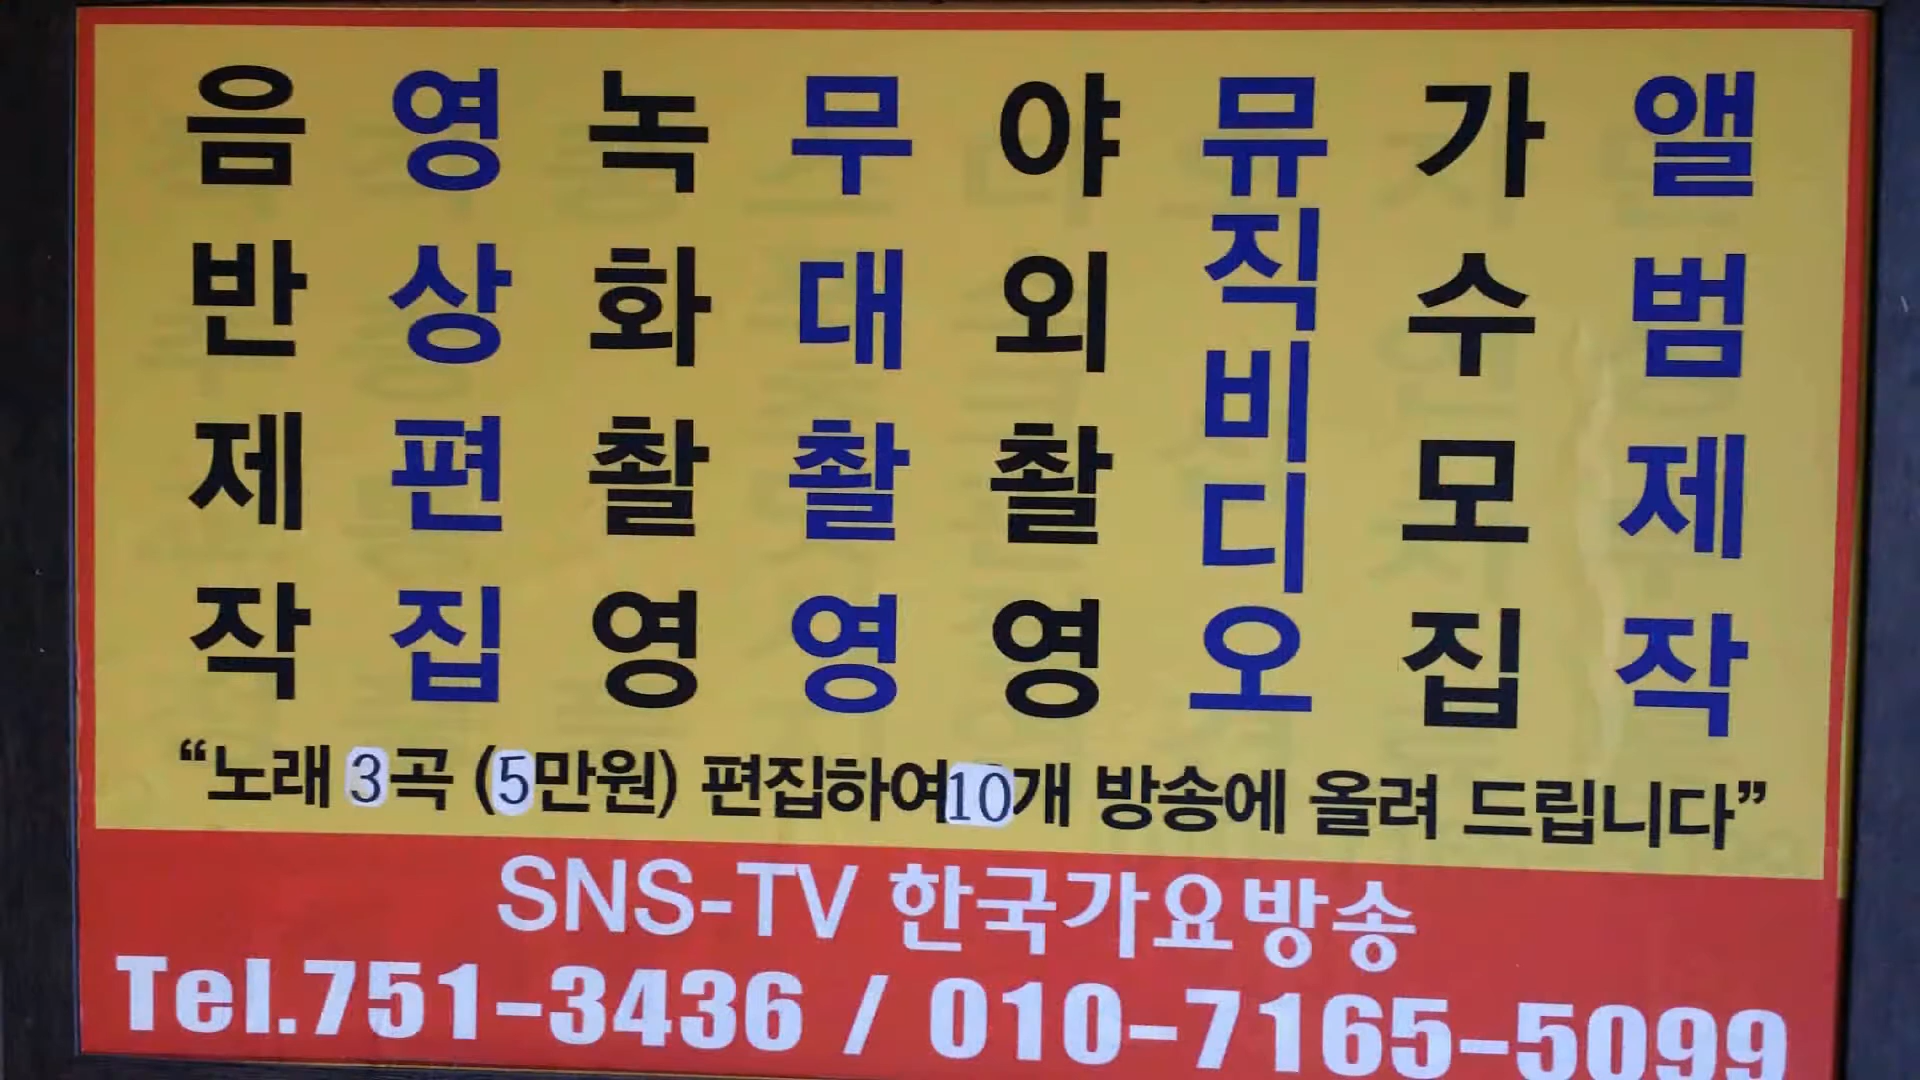 음반제작
영상편집
녹화촬영
무대촬영
야외촬영
뮤직비디오
가수모집
앨범제작
“노래 3곡 (5만원) 편집하여 10개 방송에 올려 드립니다”
SNS-TV 한국가요방송
Tel.751-3436 / 010-7165-5099